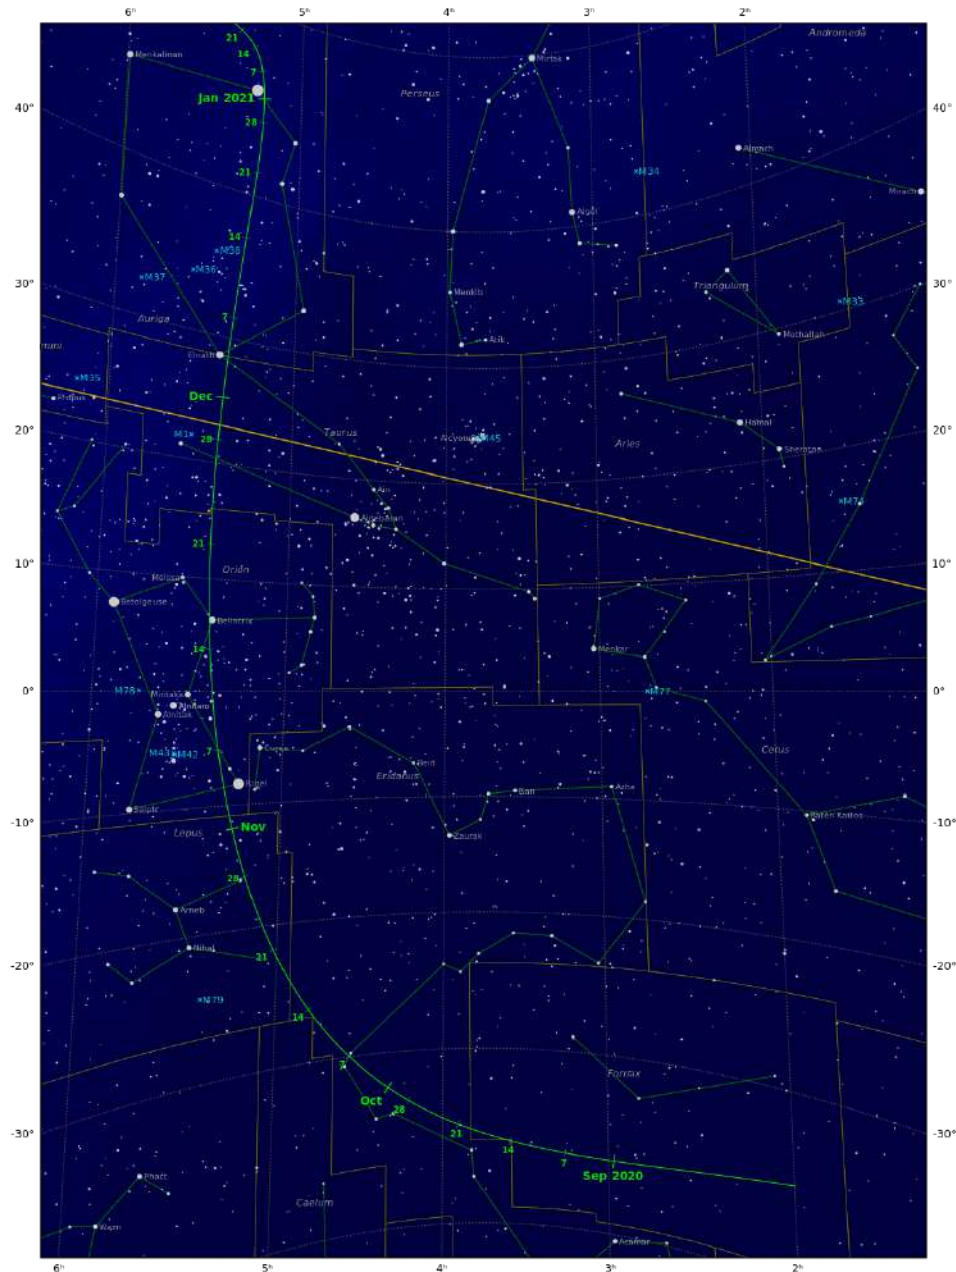 6ʰ 5ʰ 4ʰ 3ʰ 2ʰ
Andromeda
21
Menkalinan
14
Mirfak
7
Perseus
Jan 2021
40° 40°
28
Almach
M34
21
Mirach
Algol
14
M38
M36
M37
30° 30°
Triangulum
Menkib
M33
Auriga
7
Mothallah
Atik
Elnath
M35
Propus
Dec
Hamal
20° 20°
M1
28
Taurus
Alcyone
M45
Aries
Sheratan
Ain
M74
Aldebaran
21
10° 10°
Orion
Meissa
Betelgeuse
Bellatrix
14
Menkar
0° 0°
M78
Mintaka
M77
Alnilam
Alnitak
7
M43
M42
Cursa
Cetus
Beid
Eridanus
Rigel
Azha
Rana
Saiph
Baten Kaitos
-10° -10°
Nov
Lepus
Zaurak
28
Arneb
Nihal
21
-20° -20°
M79
14
7
Fornax
Oct
28
21
-30° -30°
14
7
Sep 2020
Phact
Caelum
Wazn
Acamar
6ʰ 5ʰ 4ʰ 3ʰ 2ʰ